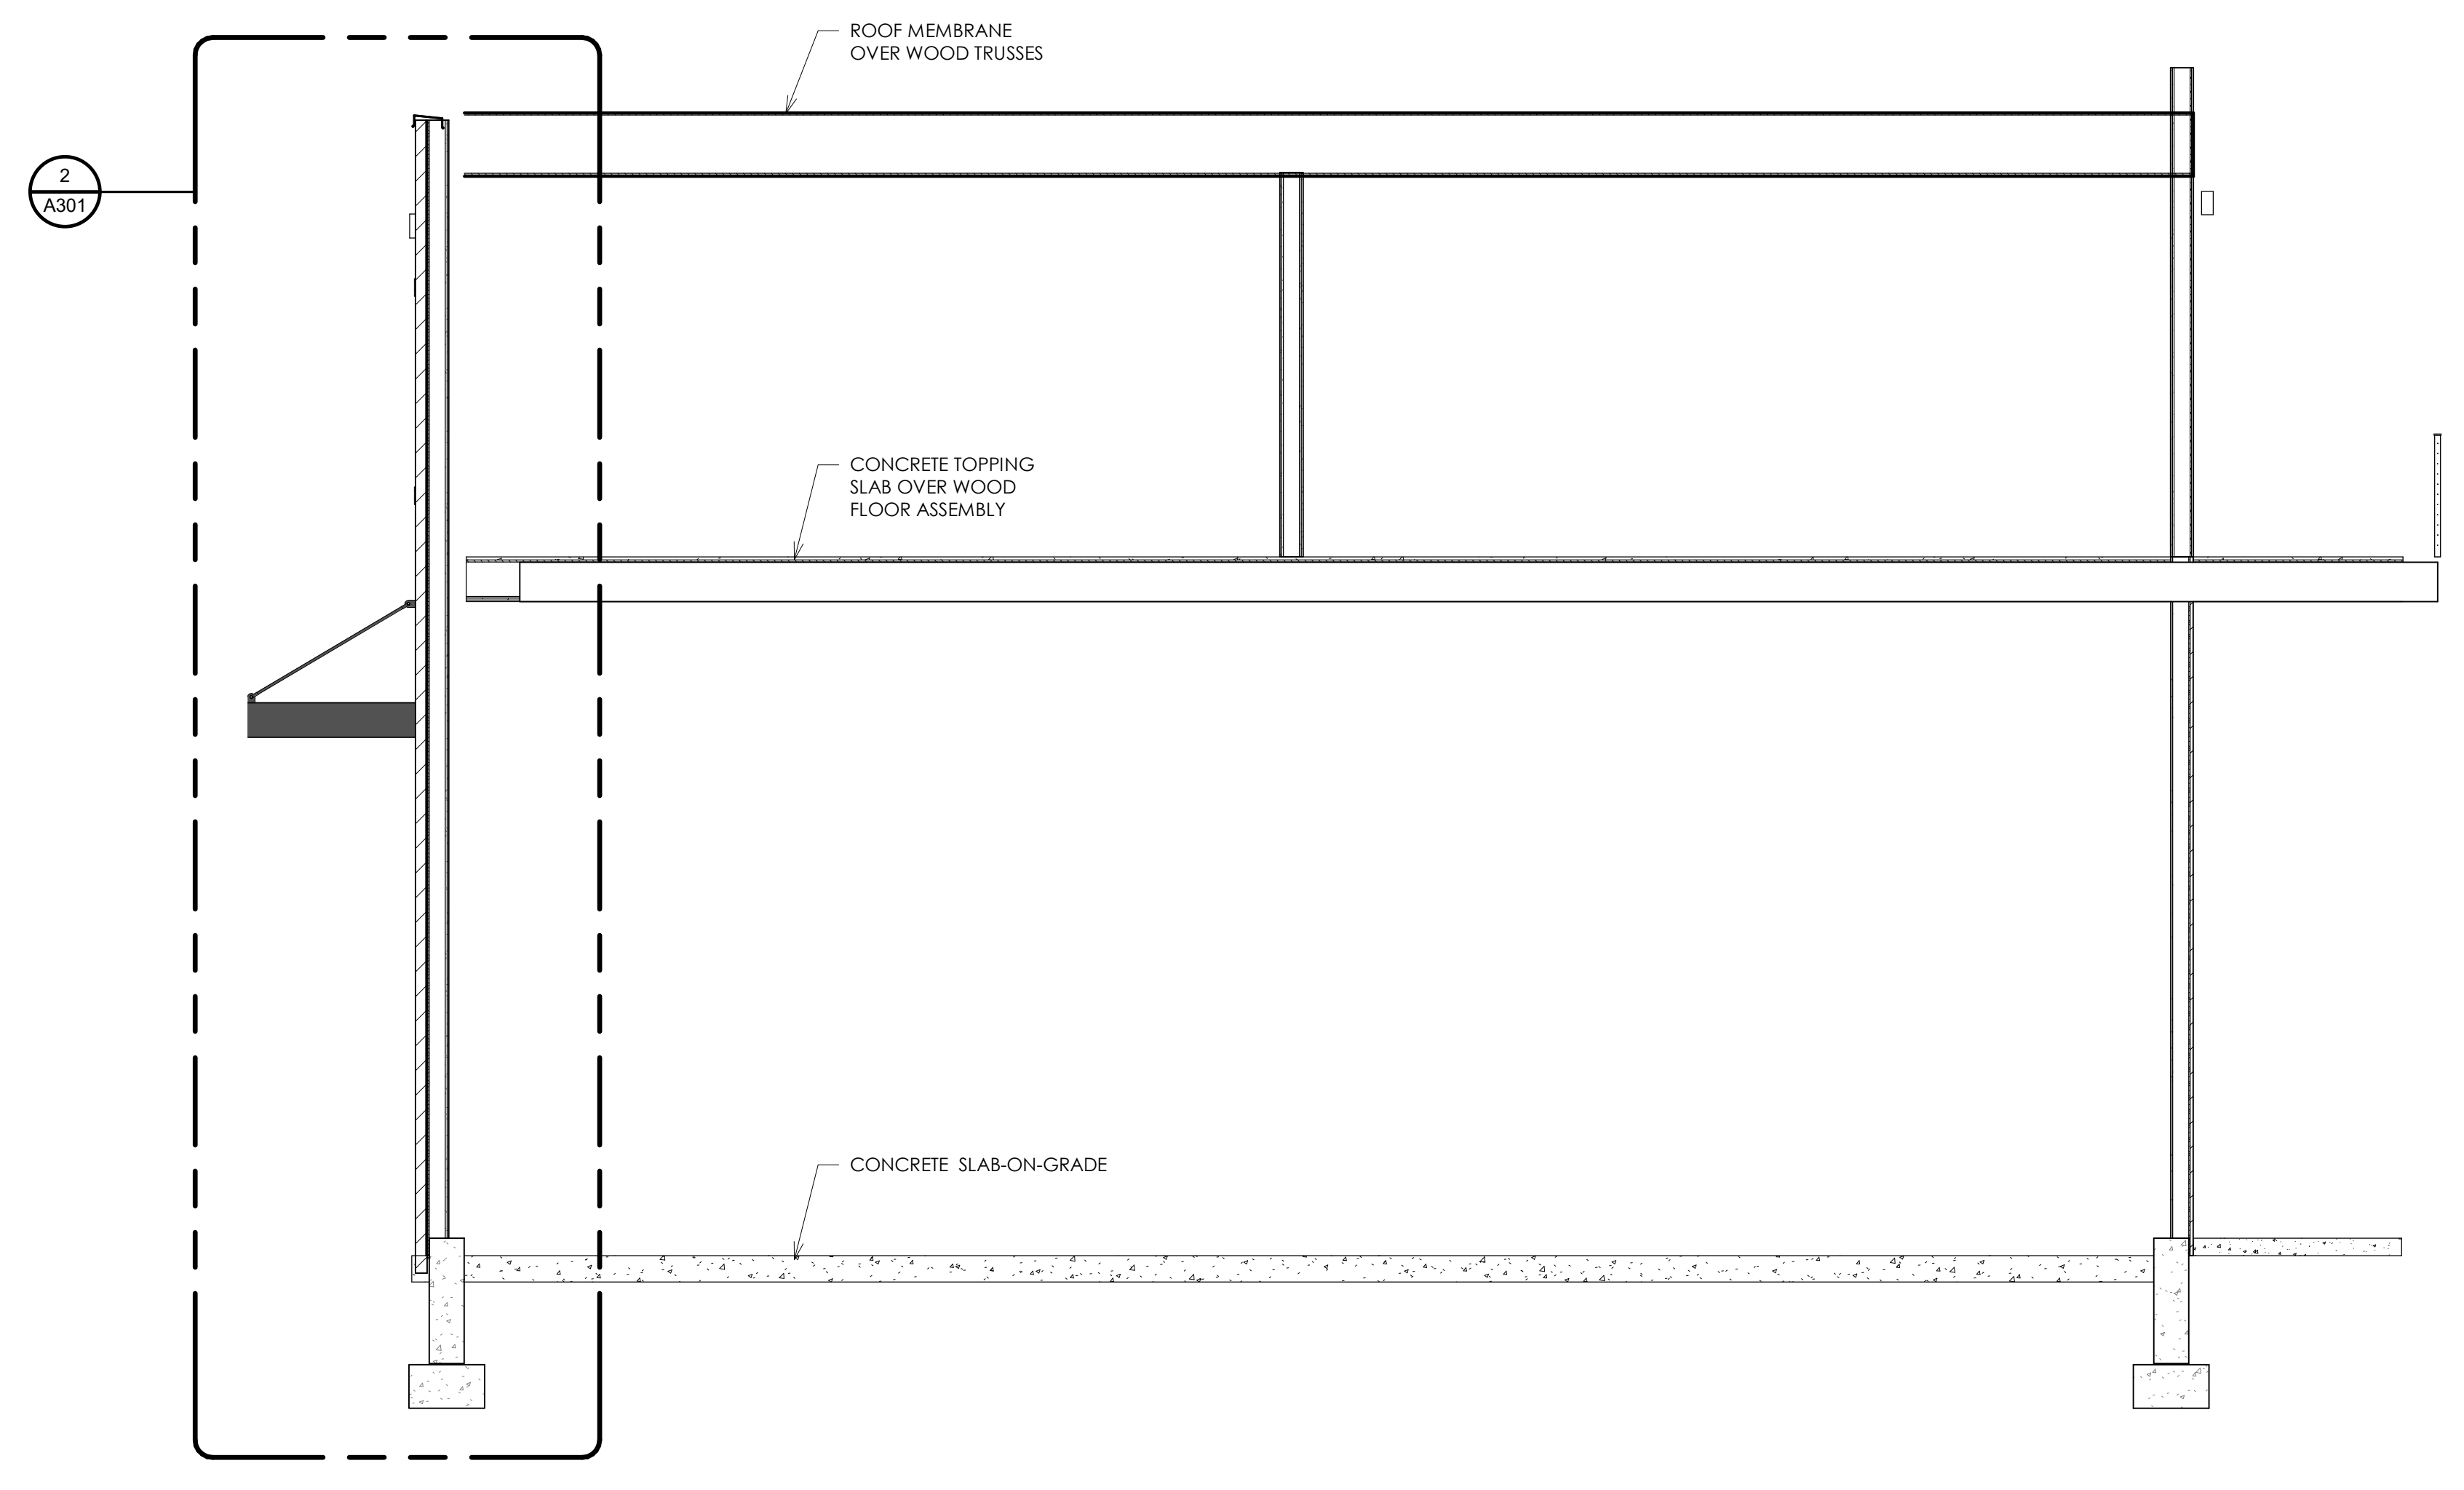 ROOF MEMBRANE
OVER WOOD TRUSSES
2
A301
CONCRETE TOPPING
SLAB OVER WOOD
FLOOR ASSEMBLY
CONCRETE SLAB-ON-GRADE